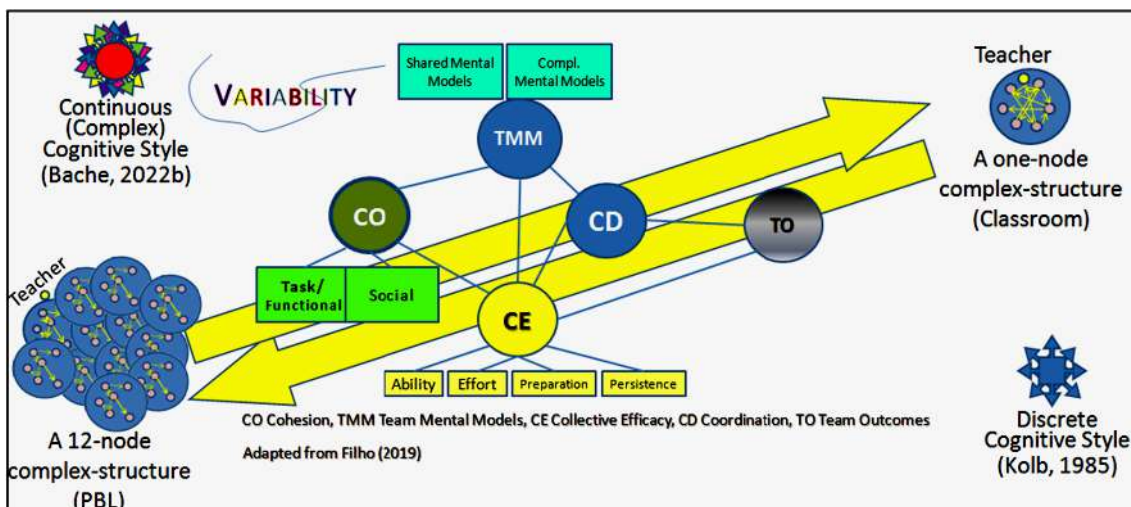 Continuous
(Complex)
Cognitive Style
(Bache, 2022b)
VARIABILITY
Shared Mental
Models
Compl.
Mental Models
TMM
CO
CD
TO
Task/
Functional
Social
CE
Ability
Effort
Preparation
Persistence
Teacher
A one-node
complex-structure
(Classroom)
Teacher
A 12-node
complex-structure
(PBL)
CO Cohesion, TMM Team Mental Models, CE Collective Efficacy, CD Coordination, TO Team Outcomes
Adapted from Filho (2019)
Discrete
Cognitive Style
(Kolb, 1985)